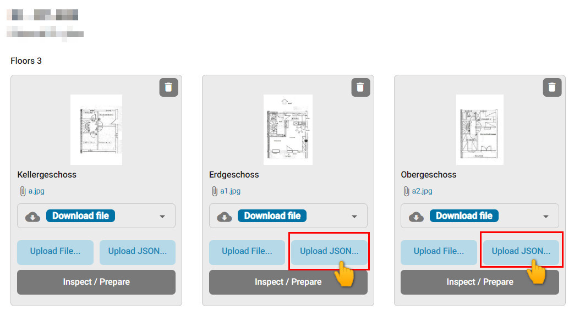 Floors 3
Kellergeschoss
a.jpg
Download file
Upload File...
Upload JSON...
Inspect / Prepare
Erdgeschoss
a1.jpg
Download file
Upload File...
Upload JSON...
Inspect / Prepare
Obergeschoss
a2.jpg
Download file
Upload File...
Upload JSON...
Inspect / Prepare